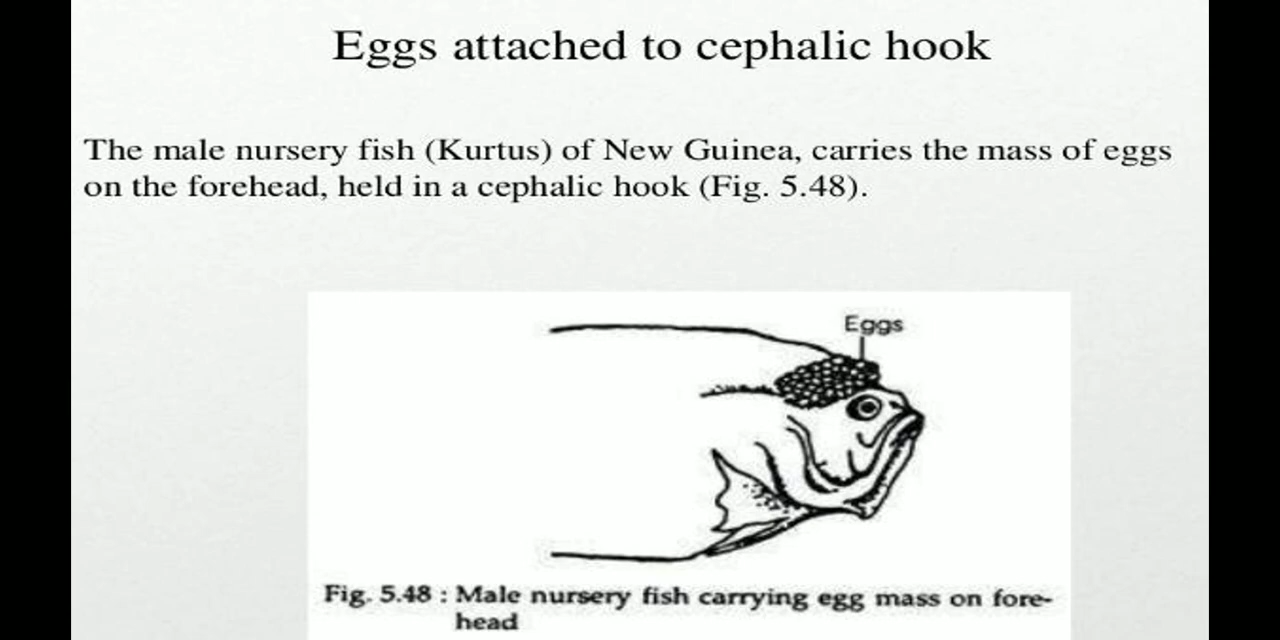 Eggs attached to cephalic hook
The male nursery fish (Kurtus) of New Guinea, carries the mass of eggs
on the forehead, held in a cephalic hook (Fig. 5.48).
Eggs
Fig. 5.48 : Male nursery fish carrying egg mass on fore-
head